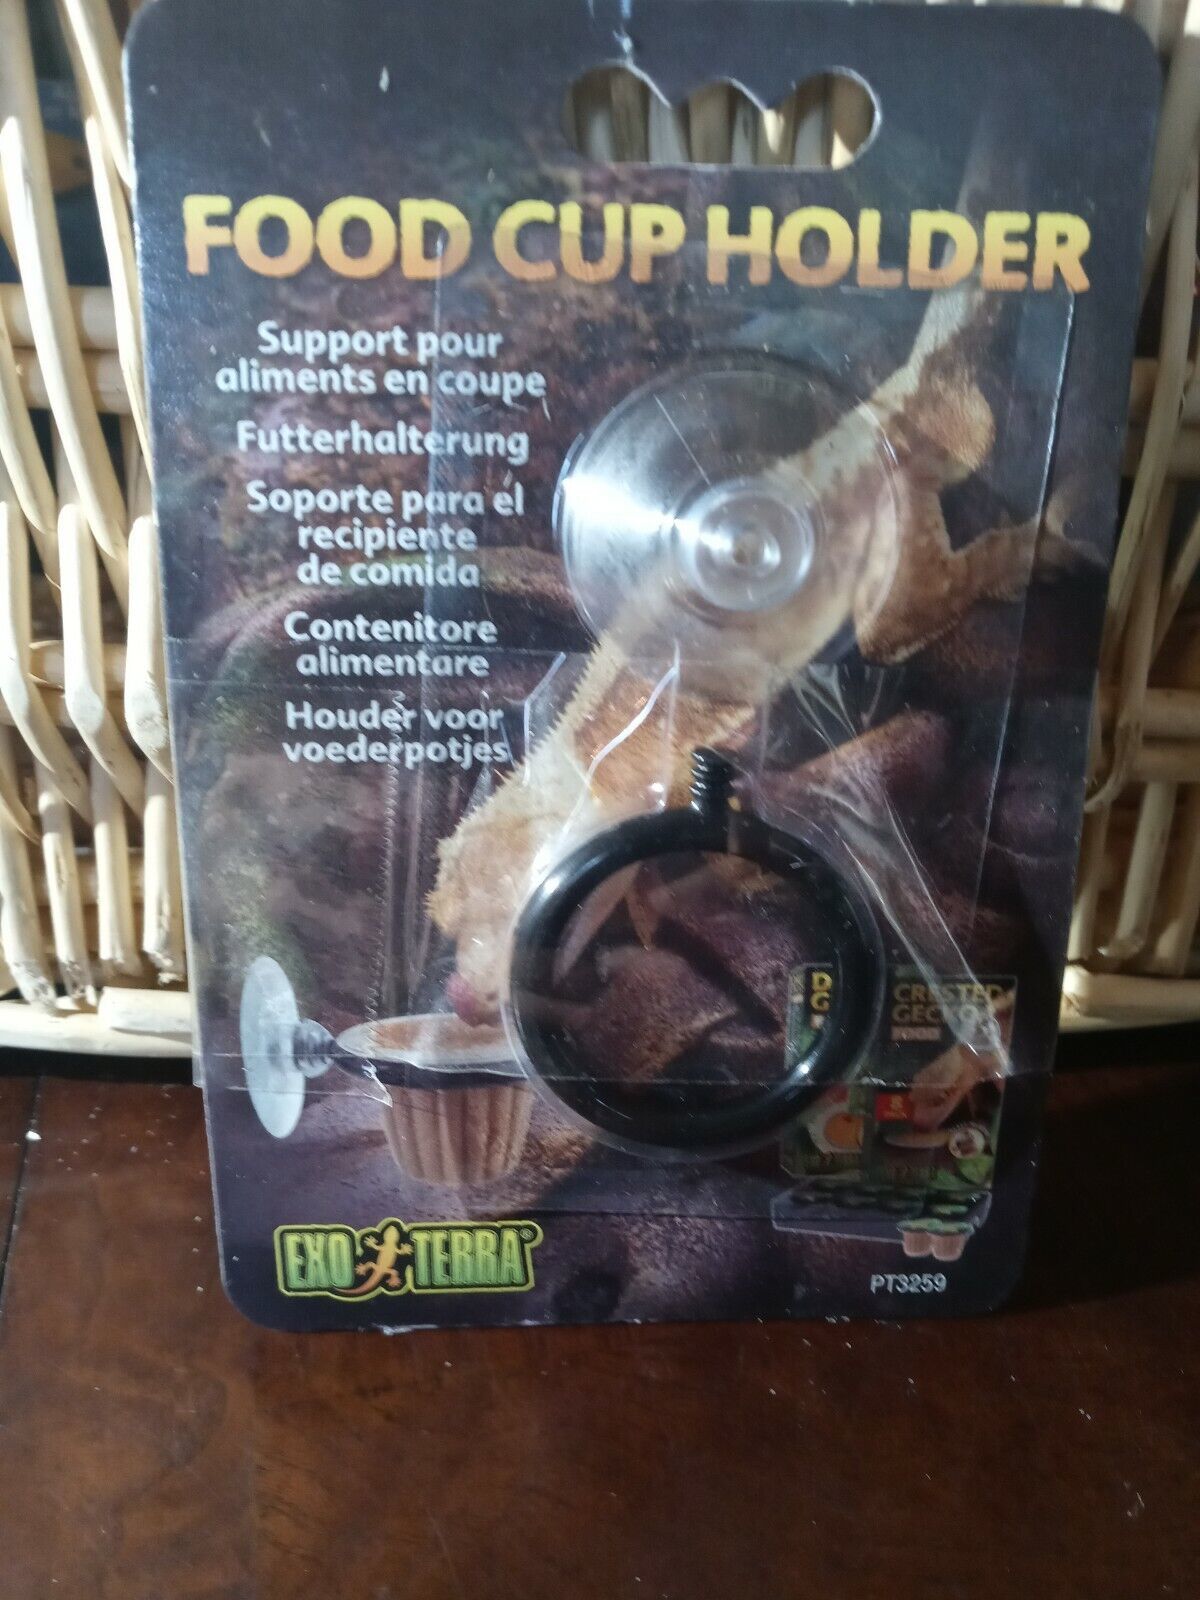 FOOD CUP HOLDER
Support pour
aliments en coupe
Futterhalterung
Soporte para el
recipiente
de comida
Contenitore
alimentare
Houder voor
voederpotjes
D
G
CRESTED
GECKO
EXO TERRA®
PT3259